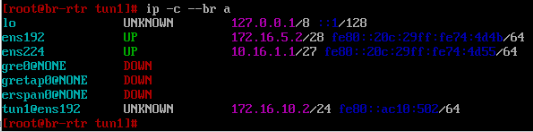 [root@br-rtr tun1]# ip -c --br a
lo UNKNOWN 127.0.0.1/8 ::1/128
ens192 UP 172.16.5.2/28 fe80::20c:29ff:fe74:4d4b/64
ens224 UP 10.16.1.1/27 fe80::20c:29ff:fe74:4d55/64
gre0@NONE DOWN
gretap0@NONE DOWN
erspan0@NONE DOWN
tun1@ens192 UNKNOWN 172.16.10.2/24 fe80::ac10:502/64
[root@br-rtr tun1]#